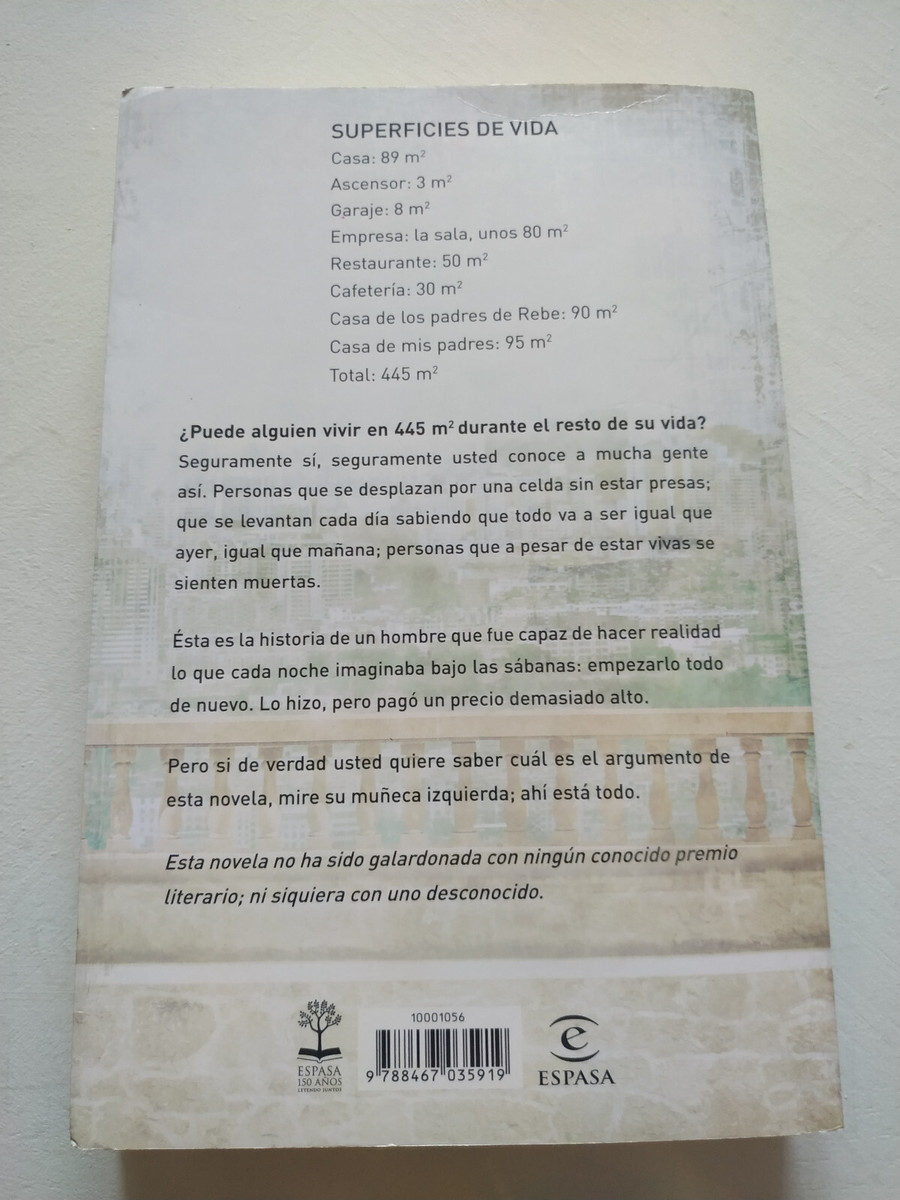 SUPERFICIES DE VIDA
Casa: 89 m²
Ascensor: 3 m²
Garaje: 8 m²
Empresa: la sala, unos 80 m²
Restaurante: 50 m²
Cafetería: 30 m²
Casa de los padres de Rebe: 90 m²
Casa de mis padres: 95 m²
Total: 445 m²
¿Puede alguien vivir en 445 m² durante el resto de su vida?
Seguramente sí, seguramente usted conoce a mucha gente
así. Personas que se desplazan por una celda sin estar presas;
que se levantan cada día sabiendo que todo va a ser igual que
ayer, igual que mañana; personas que a pesar de estar vivas se
sienten muertas.
Ésta es la historia de un hombre que fue capaz de hacer realidad
lo que cada noche imaginaba bajo las sábanas: empezarlo todo
de nuevo. Lo hizo, pero pagó un precio demasiado alto.
Pero si de verdad usted quiere saber cuál es el argumento de
esta novela, mire su muñeca izquierda; ahí está todo.
Esta novela no ha sido galardonada con ningún conocido premio
literario; ni siquiera con uno desconocido.
ESPASA
150 AÑOS
LEYENDO JUNTOS
10001056
9 788467 035919
e
ESPASA